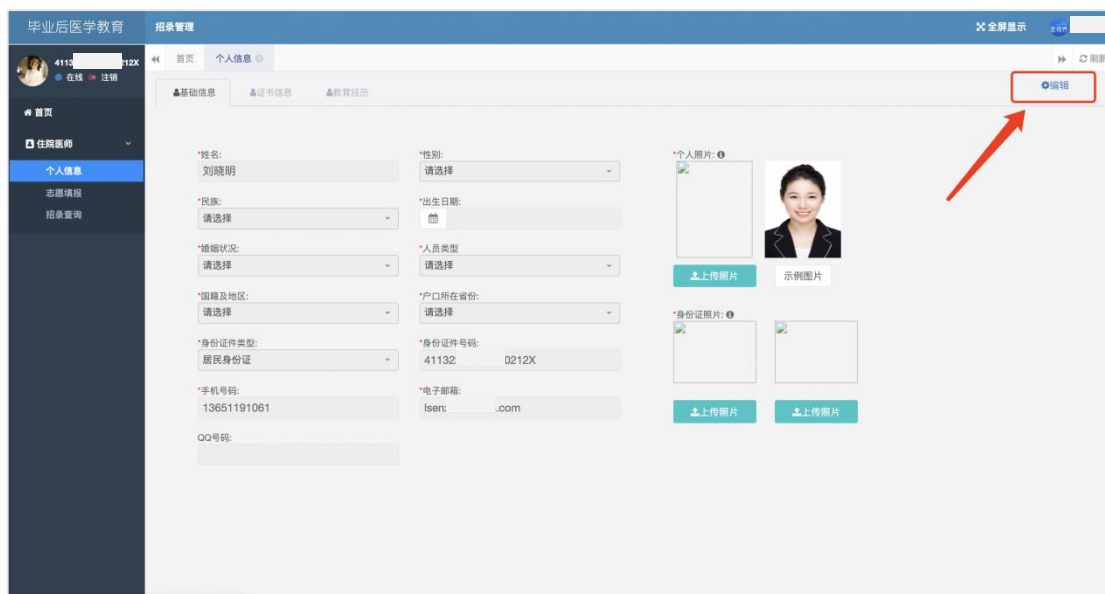 毕业后医学教育
招录管理
全屏显示
4113 212X
在线 注销
首页 个人信息
刷新
基础信息 证书信息 教育经历
编辑
首页
住院医师
个人信息
志愿填报
招录查询
*姓名: *性别: *个人照片:
刘晓明 请选择
*民族: *出生日期:
请选择
*婚姻状况: *人员类型
请选择 请选择
上传照片 示例图片
*国籍及地区: *户口所在省份:
请选择 请选择
*身份证照片:
*身份证件类型: *身份证件号码:
居民身份证 41132 0212X
*手机号码: *电子邮箱:
13651191061 .com
上传照片 上传照片
QQ号码: